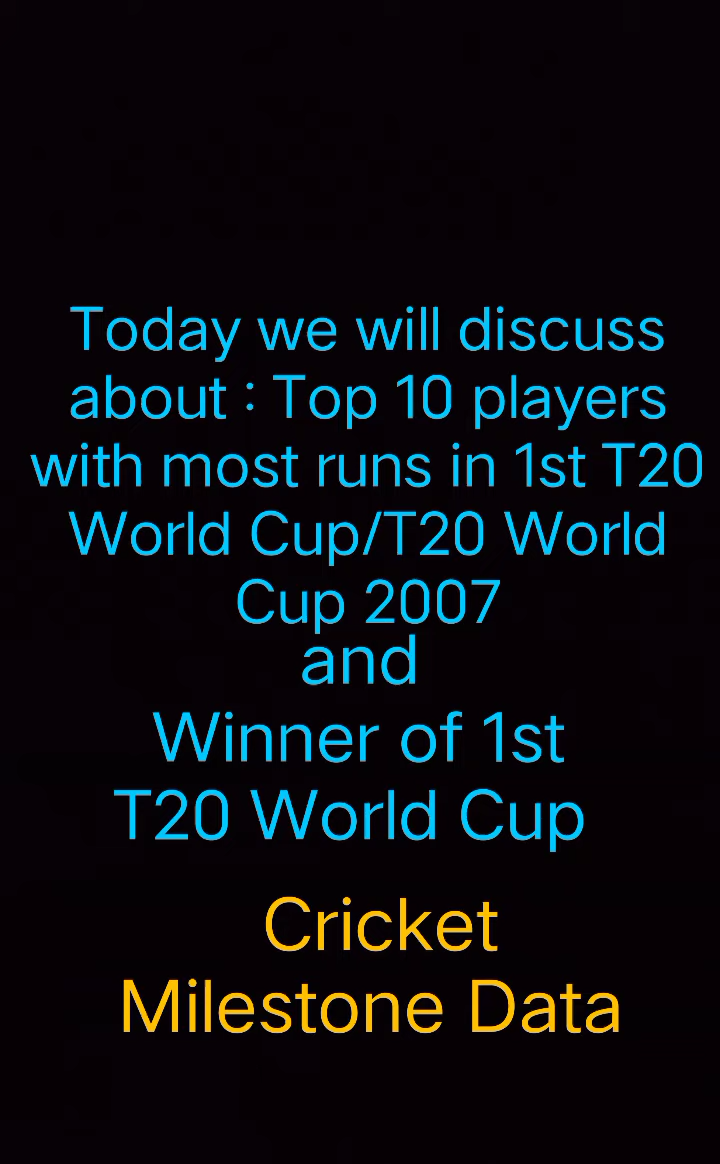 Today we will discuss
about : Top 10 players
with most runs in 1st T20
World Cup/T20 World
Cup 2007
and
Winner of 1st
T20 World Cup
Cricket
Milestone Data